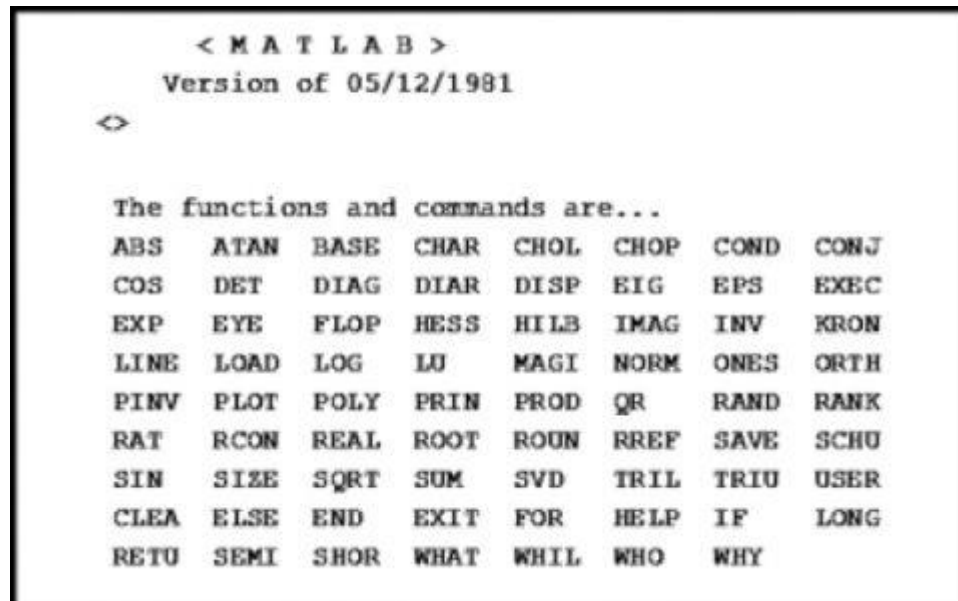 < M A T L A B >
Version of 05/12/1981
<>
The functions and commands are...
ABS ATAN BASE CHAR CHOL CHOP COND CONJ
COS DET DIAG DIAR DISP EIG EPS EXEC
EXP EYE FLOP HESS HILB IMAG INV KRON
LINE LOAD LOG LU MAGI NORM ONES ORTH
PINV PLOT POLY PRIN PROD QR RAND RANK
RAT RCON REAL ROOT ROUN RREF SAVE SCHU
SIN SIZE SQRT SUM SVD TRIL TRIU USER
CLEA ELSE END EXIT FOR HELP IF LONG
RETU SEMI SHOR WHAT WHIL WHO WHY